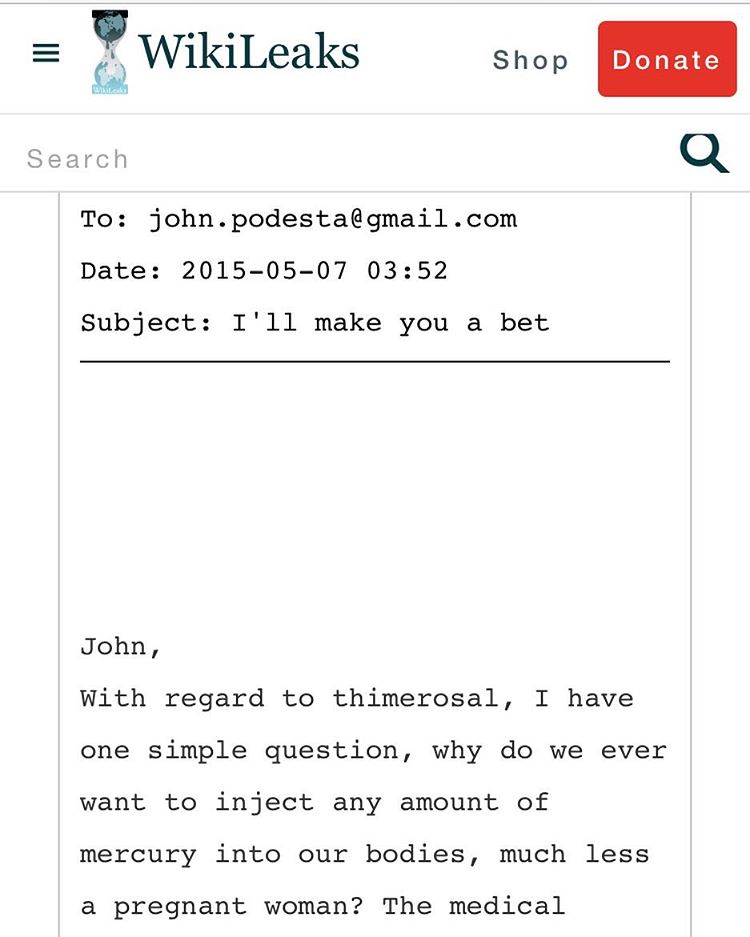 WikiLeaks
WikiLeaks
Shop
Donate
Search
To: john.podesta@gmail.com
Date: 2015-05-07 03:52
Subject: I'll make you a bet
John,
With regard to thimerosal, I have
one simple question, why do we ever
want to inject any amount of
mercury into our bodies, much less
a pregnant woman? The medical